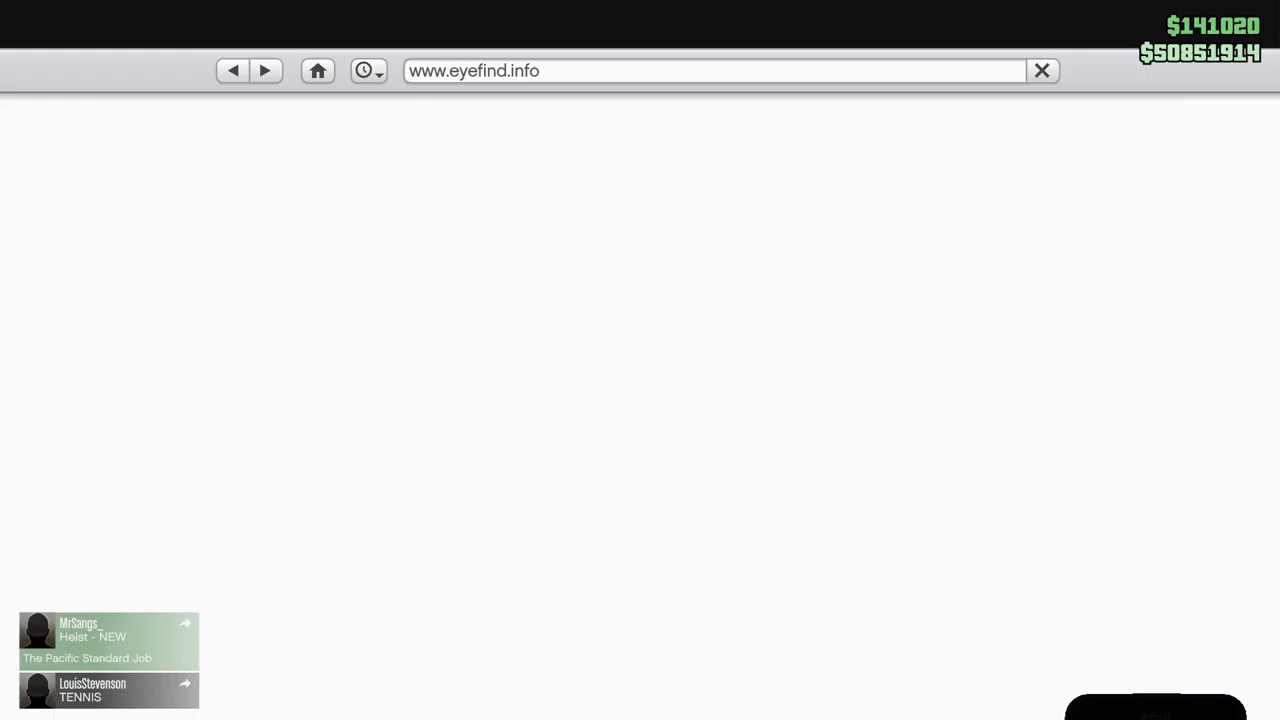 $141020
$50851914
www.eyefind.info
MrSangs_
Heist - NEW
The Pacific Standard Job
LouisStevenson
TENNIS